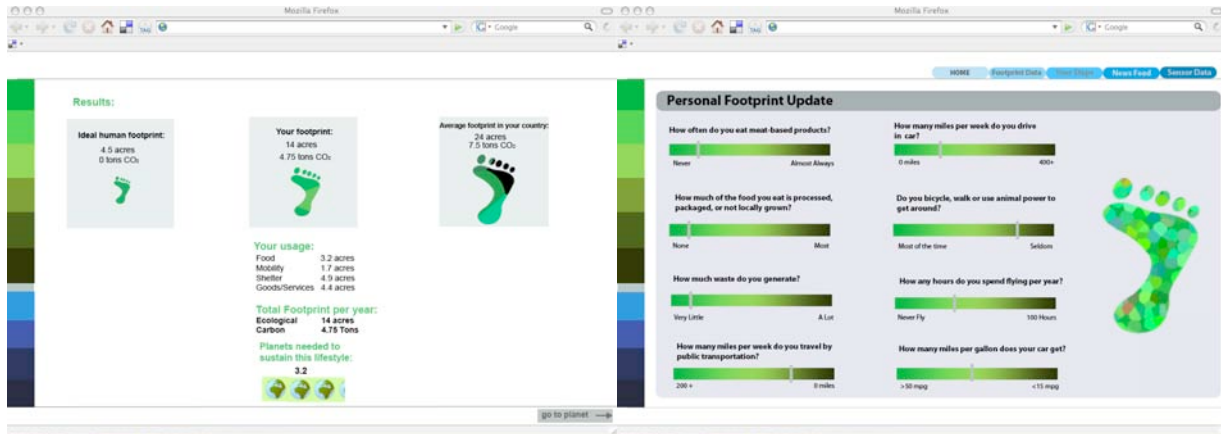 Mozilla Firefox
Google
Results:
Ideal human footprint:
4.5 acres
0 tons CO₂
Your footprint:
14 acres
4.75 tons CO₂
Average footprint in your country:
24 acres
7.5 tons CO₂
Your usage:
Food 3.2 acres
Mobility 1.7 acres
Shelter 4.9 acres
Goods/Services 4.4 acres
Total Footprint per year:
Ecological 14 acres
Carbon 4.75 Tons
Planets needed to
sustain this lifestyle:
3.2
go to planet
Mozilla Firefox
Google
HOME Footprint Data Next Steps News Feed Sensor Data
Personal Footprint Update
How often do you eat meat-based products?
Never Almost Always
How much of the food you eat is processed,
packaged, or not locally grown?
None Most
How much waste do you generate?
Very Little A Lot
How many miles per week do you travel by
public transportation?
200 + 0 miles
How many miles per week do you drive
in car?
0 miles 400+
Do you bicycle, walk or use animal power to
get around?
Most of the time Seldom
How any hours do you spend flying per year?
Never Fly 100 Hours
How many miles per gallon does your car get?
>50 mpg <15 mpg